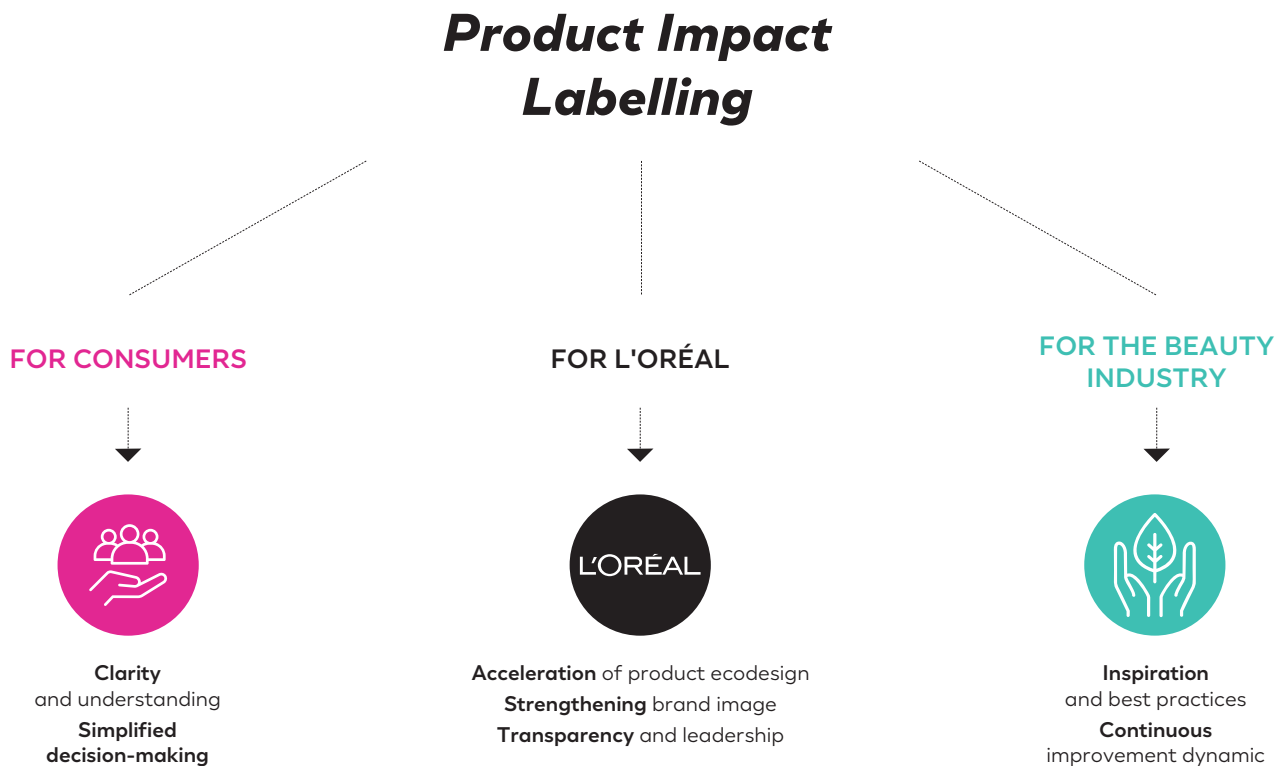 Product Impact
Labelling
FOR CONSUMERS
Clarity
and understanding
Simplified
decision-making
FOR L'ORÉAL
L'ORÉAL
Acceleration of product ecodesign
Strengthening brand image
Transparency and leadership
FOR THE BEAUTY
INDUSTRY
Inspiration
and best practices
Continuous
improvement dynamic